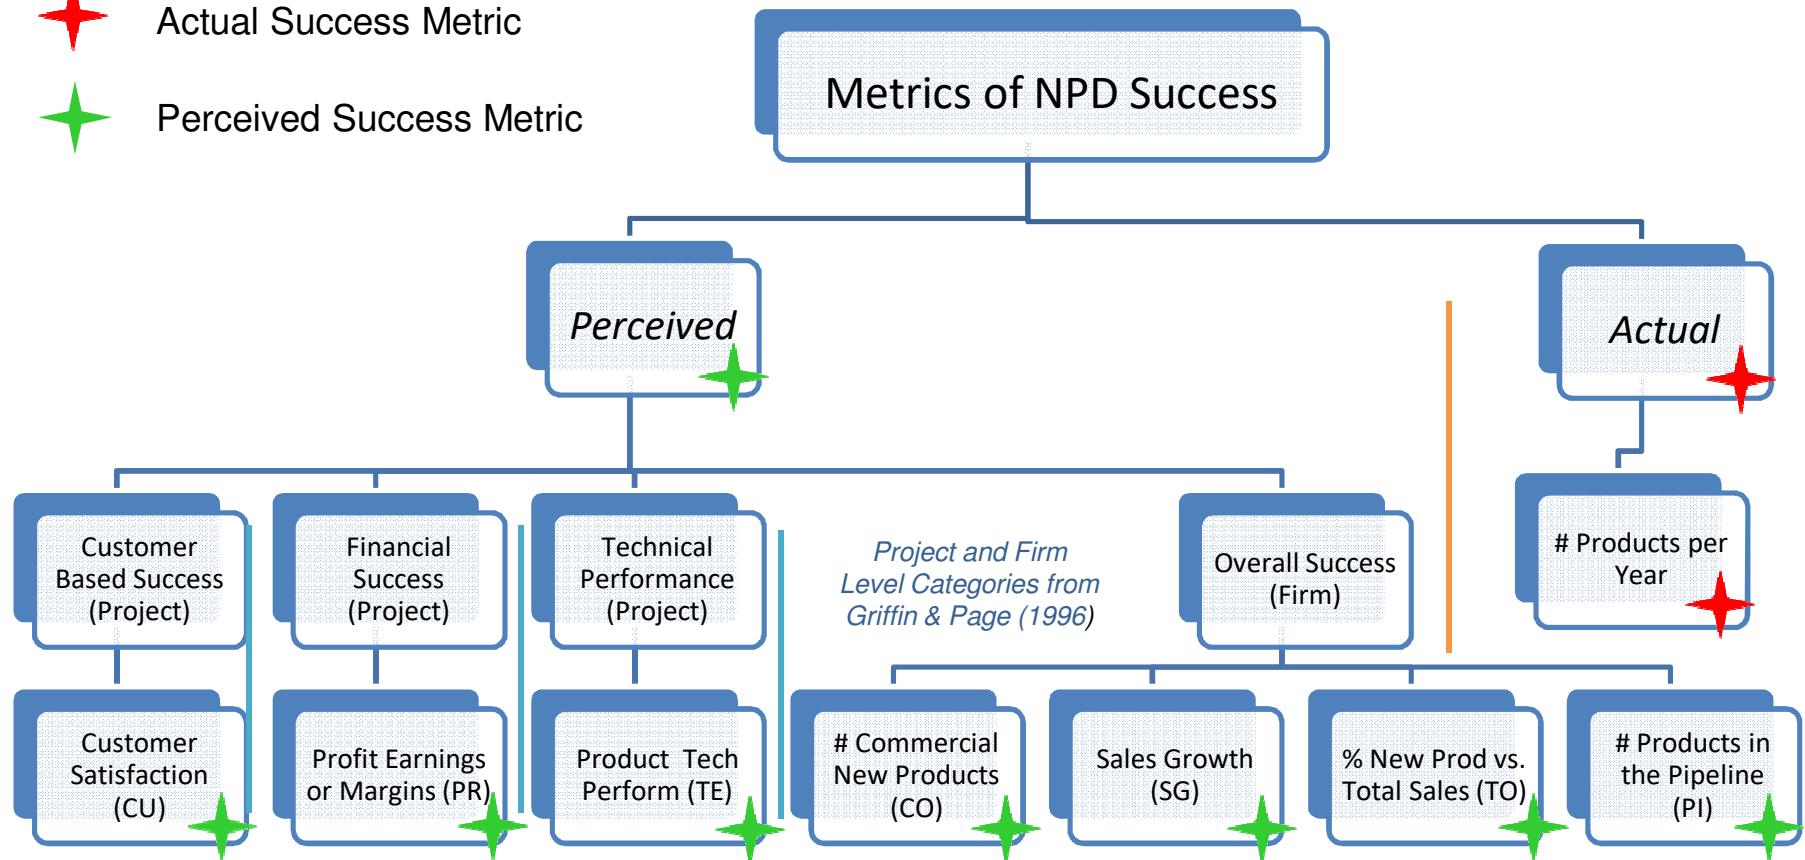 Actual Success Metric
Perceived Success Metric
Metrics of NPD Success
Perceived
Actual
Customer
Based Success
(Project)
Financial
Success
(Project)
Technical
Performance
(Project)
Project and Firm
Level Categories from
Griffin & Page (1996)
Overall Success
(Firm)
# Products per
Year
Customer
Satisfaction
(CU)
Profit Earnings
or Margins (PR)
Product Tech
Perform (TE)
# Commercial
New Products
(CO)
Sales Growth
(SG)
% New Prod vs.
Total Sales (TO)
# Products in
the Pipeline
(PI)